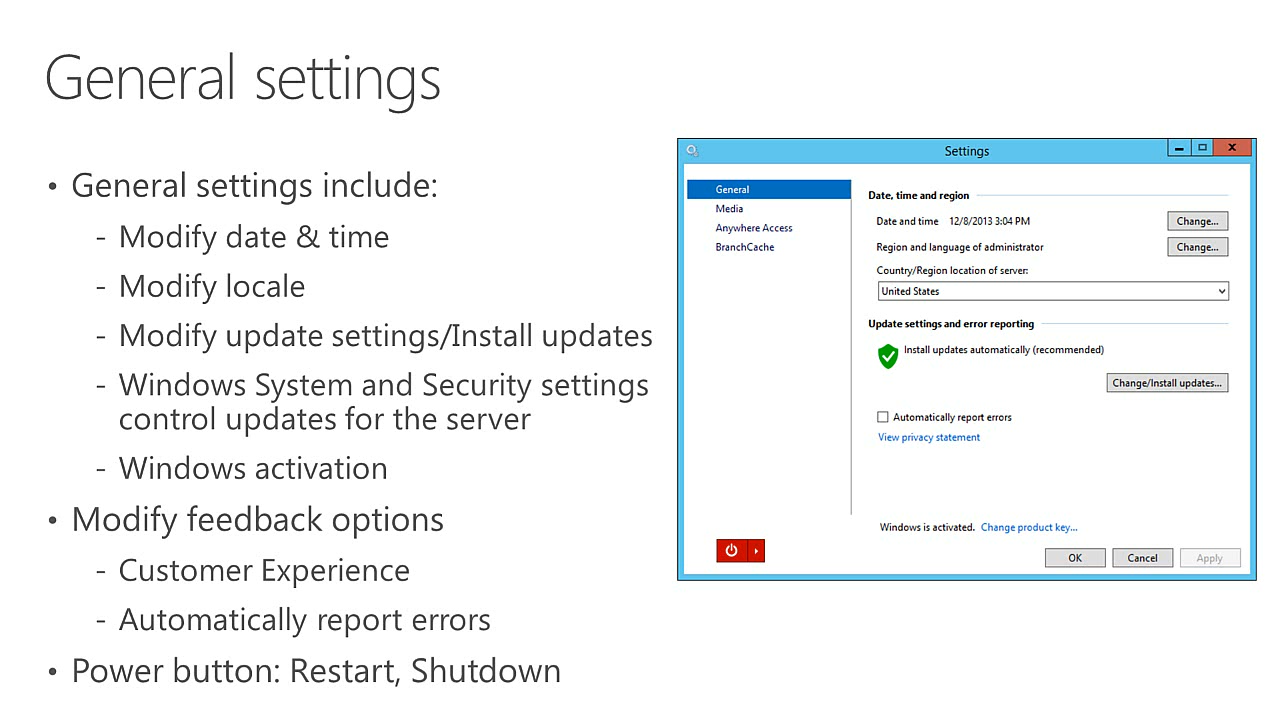 General settings
• General settings include:
- Modify date & time
- Modify locale
- Modify update settings/Install updates
- Windows System and Security settings
control updates for the server
- Windows activation
• Modify feedback options
- Customer Experience
- Automatically report errors
• Power button: Restart, Shutdown
Settings
General
Media
Anywhere Access
BranchCache
Date, time and region
Date and time 12/8/2013 3:04 PM Change...
Region and language of administrator Change...
Country/Region location of server:
United States
Update settings and error reporting
Install updates automatically (recommended)
Change/Install updates...
Automatically report errors
View privacy statement
Windows is activated. Change product key...
OK Cancel Apply